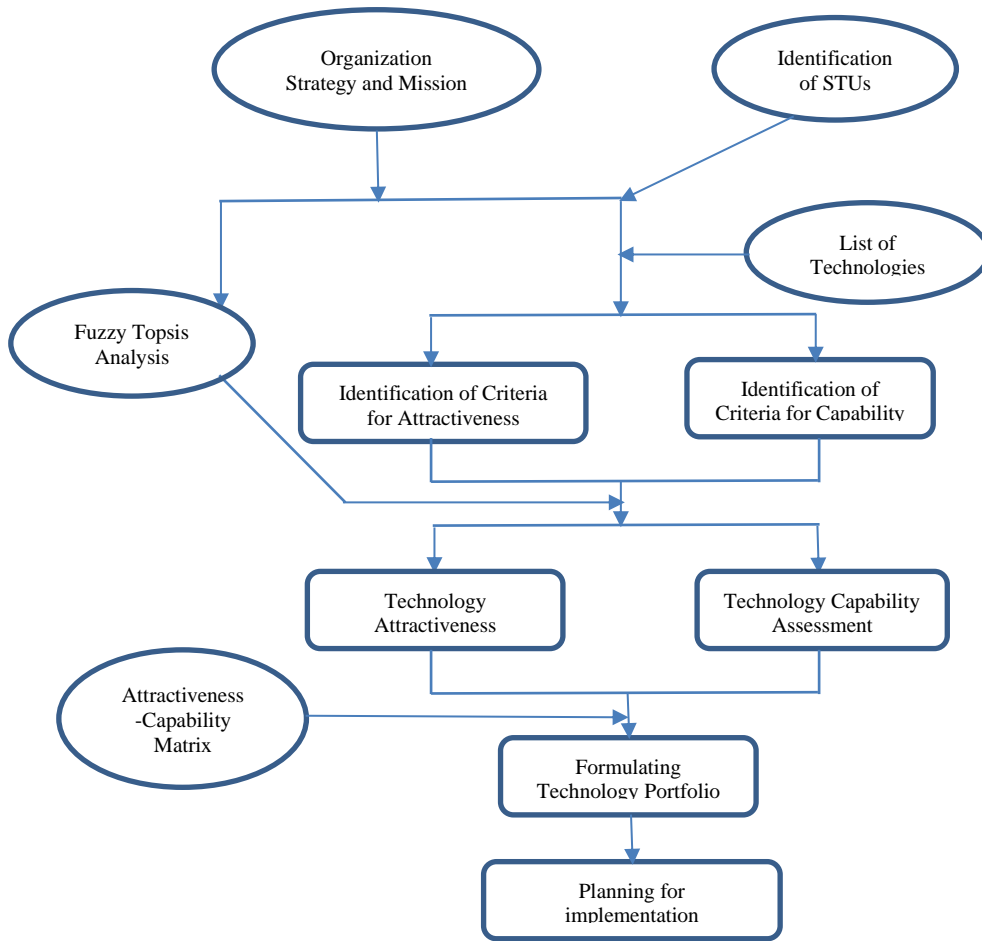 Organization
Strategy and Mission
Identification
of STUs
List of
Technologies
Fuzzy Topsis
Analysis
Identification of Criteria
for Attractiveness
Identification of
Criteria for Capability
Technology
Attractiveness
Technology Capability
Assessment
Attractiveness
-Capability
Matrix
Formulating
Technology Portfolio
Planning for
implementation